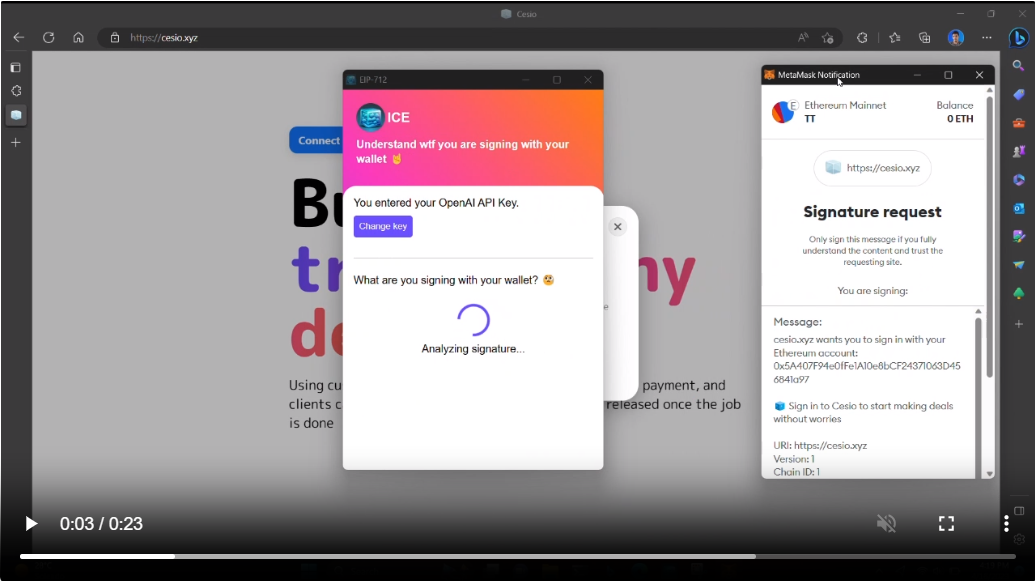 Cesio
https://cesio.xyz
EIP-712
ICE
Understand wtf you are signing with your
wallet 🤘
You entered your OpenAI API Key.
Change key
What are you signing with your wallet? 🧐
Analyzing signature...
Connect
Bu
tr
ny
de
Using cu
payment, and
clients c
released once the job
is done
e
MetaMask Notification
E
Ethereum Mainnet
TT
Balance
0 ETH
https://cesio.xyz
Signature request
Only sign this message if you fully
understand the content and trust the
requesting site.
You are signing:
Message:
cesio.xyz wants you to sign in with your
Ethereum account:
0x5A407F94e0fFe1A10e8bCF24371063D45
6841a97
🧊 Sign in to Cesio to start making deals
without worries
URI: https://cesio.xyz
Version: 1
Chain ID: 1
0:03 / 0:23